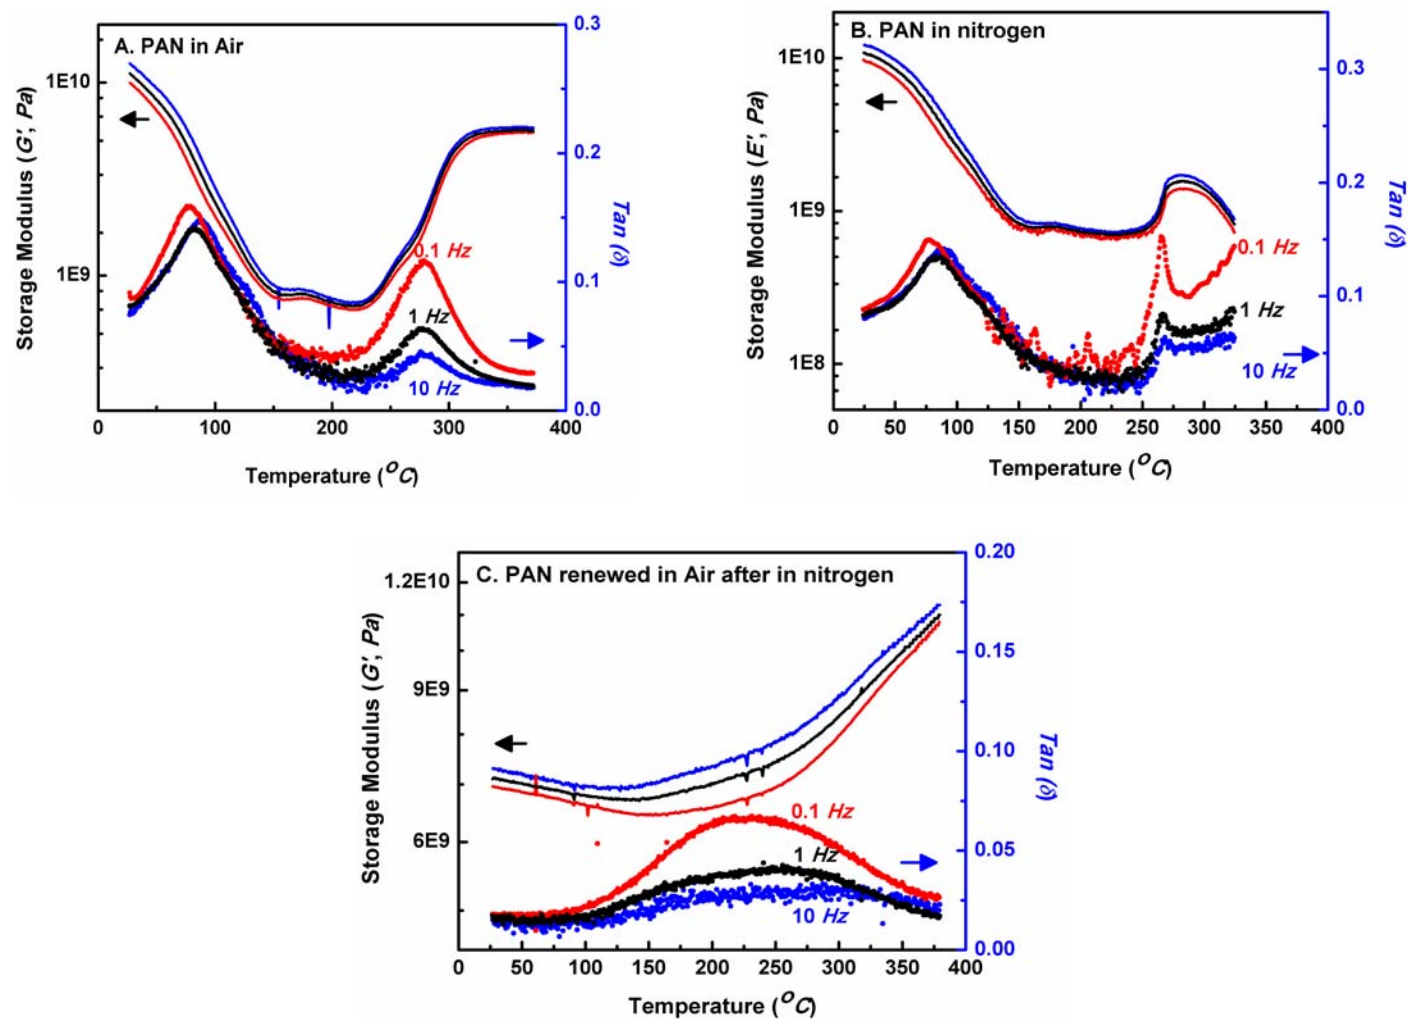 A. PAN in Air
0.3
1E10
0.2
Storage Modulus (G', Pa)
Tan (δ)
0.1 Hz
1E9
0.1
1 Hz
10 Hz
0.0
0 100 200 300 400
Temperature (°C)
B. PAN in nitrogen
1E10
0.3
Storage Modulus (E', Pa)
0.2
Tan (δ)
1E9
0.1 Hz
0.1
1 Hz
1E8
10 Hz
0.0
0 50 100 150 200 250 300 350 400
Temperature (°C)
0.20
C. PAN renewed in Air after in nitrogen
1.2E10
0.15
9E9
Storage Modulus (G', Pa)
Tan (δ)
0.10
0.1 Hz
6E9
1 Hz
0.05
10 Hz
0.00
0 50 100 150 200 250 300 350 400
Temperature (°C)